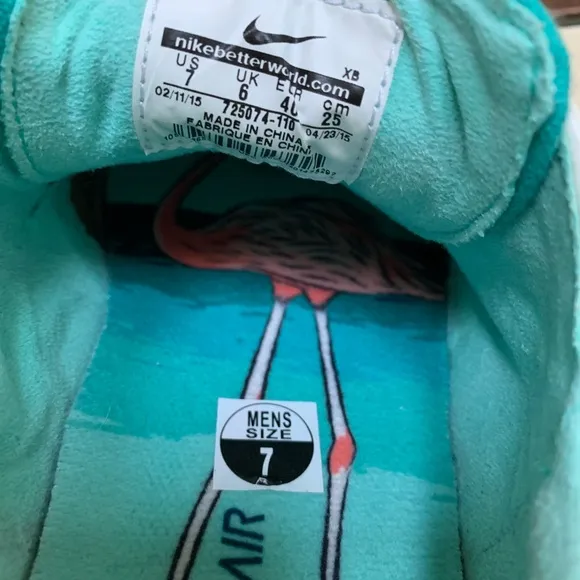 nikebetterworld.com
US UK EUR cm XB
7 6 40 25
02/11/15 725074-110 04/23/15
MADE IN CHINA
FABRIQUE EN CHINE
MENS
SIZE
7
AIR